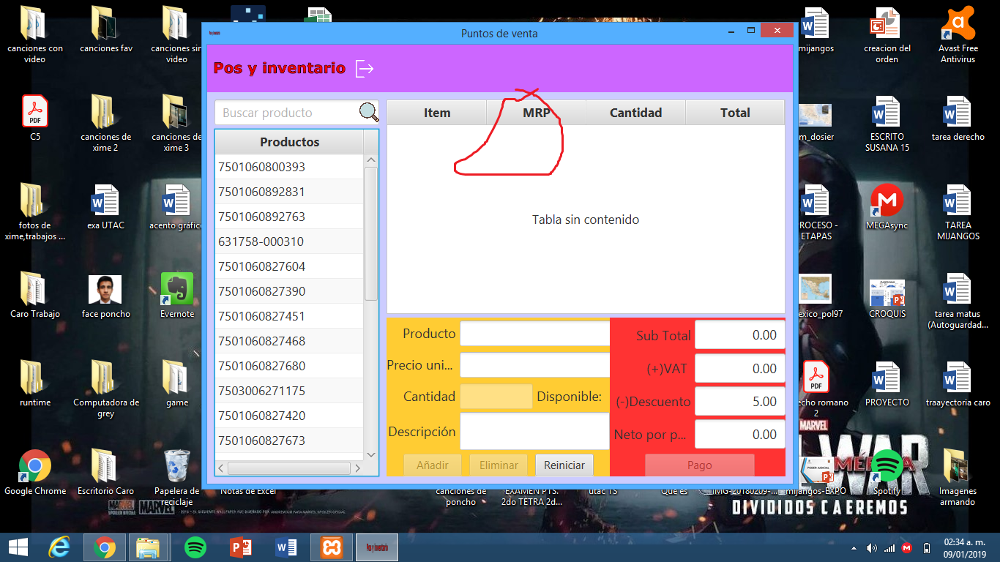 canciones con video
canciones fav
canciones sin video
mijangos
creacion del orden
Avast Free Antivirus
Puntos de venta
Pos y inventario
Buscar producto
Item MRP Cantidad Total
Productos
7501060800393
7501060892831
7501060892763
631758-000310
7501060827604
7501060827390
7501060827451
7501060827468
7501060827680
7503006271175
7501060827420
7501060827673
Tabla sin contenido
Producto
Precio uni...
Cantidad Disponible:
Descripción
Añadir Eliminar Reiniciar
Sub Total 0.00
(+)VAT 0.00
(-)Descuento 5.00
Neto por p... 0.00
Pago
PDF
C5
canciones de xime 2
canciones de xime 3
m_dosier
ESCRITO SUSANA 15
tarea derecho
fotos de xime,trabajos ...
exa UTAC
acento gráfico
ROCESO - ETAPAS
MEGAsync
TAREA MIJANGOS
Caro Trabajo
face poncho
Evernote
exico_pol97
CROQUIS
tarea matus (Autoguardad...
runtime
Computadora de grey
game
PDF
echo romano 2
PROYECTO
traayectoria caro
Google Chrome
Escritorio Caro
Papelera de reciclaje
Notas de Excel
canciones de poncho
EXAMEN PTS. 2do TETRA 2d...
utac TS
Que es
IMG-20180209-...
mijangos-EXPO
Spotify
Imagenes armando
MARVEL
WAR
DIVIDIDOS CAEREMOS
MARVEL
Pos y inventario
02:34 a. m.
09/01/2019